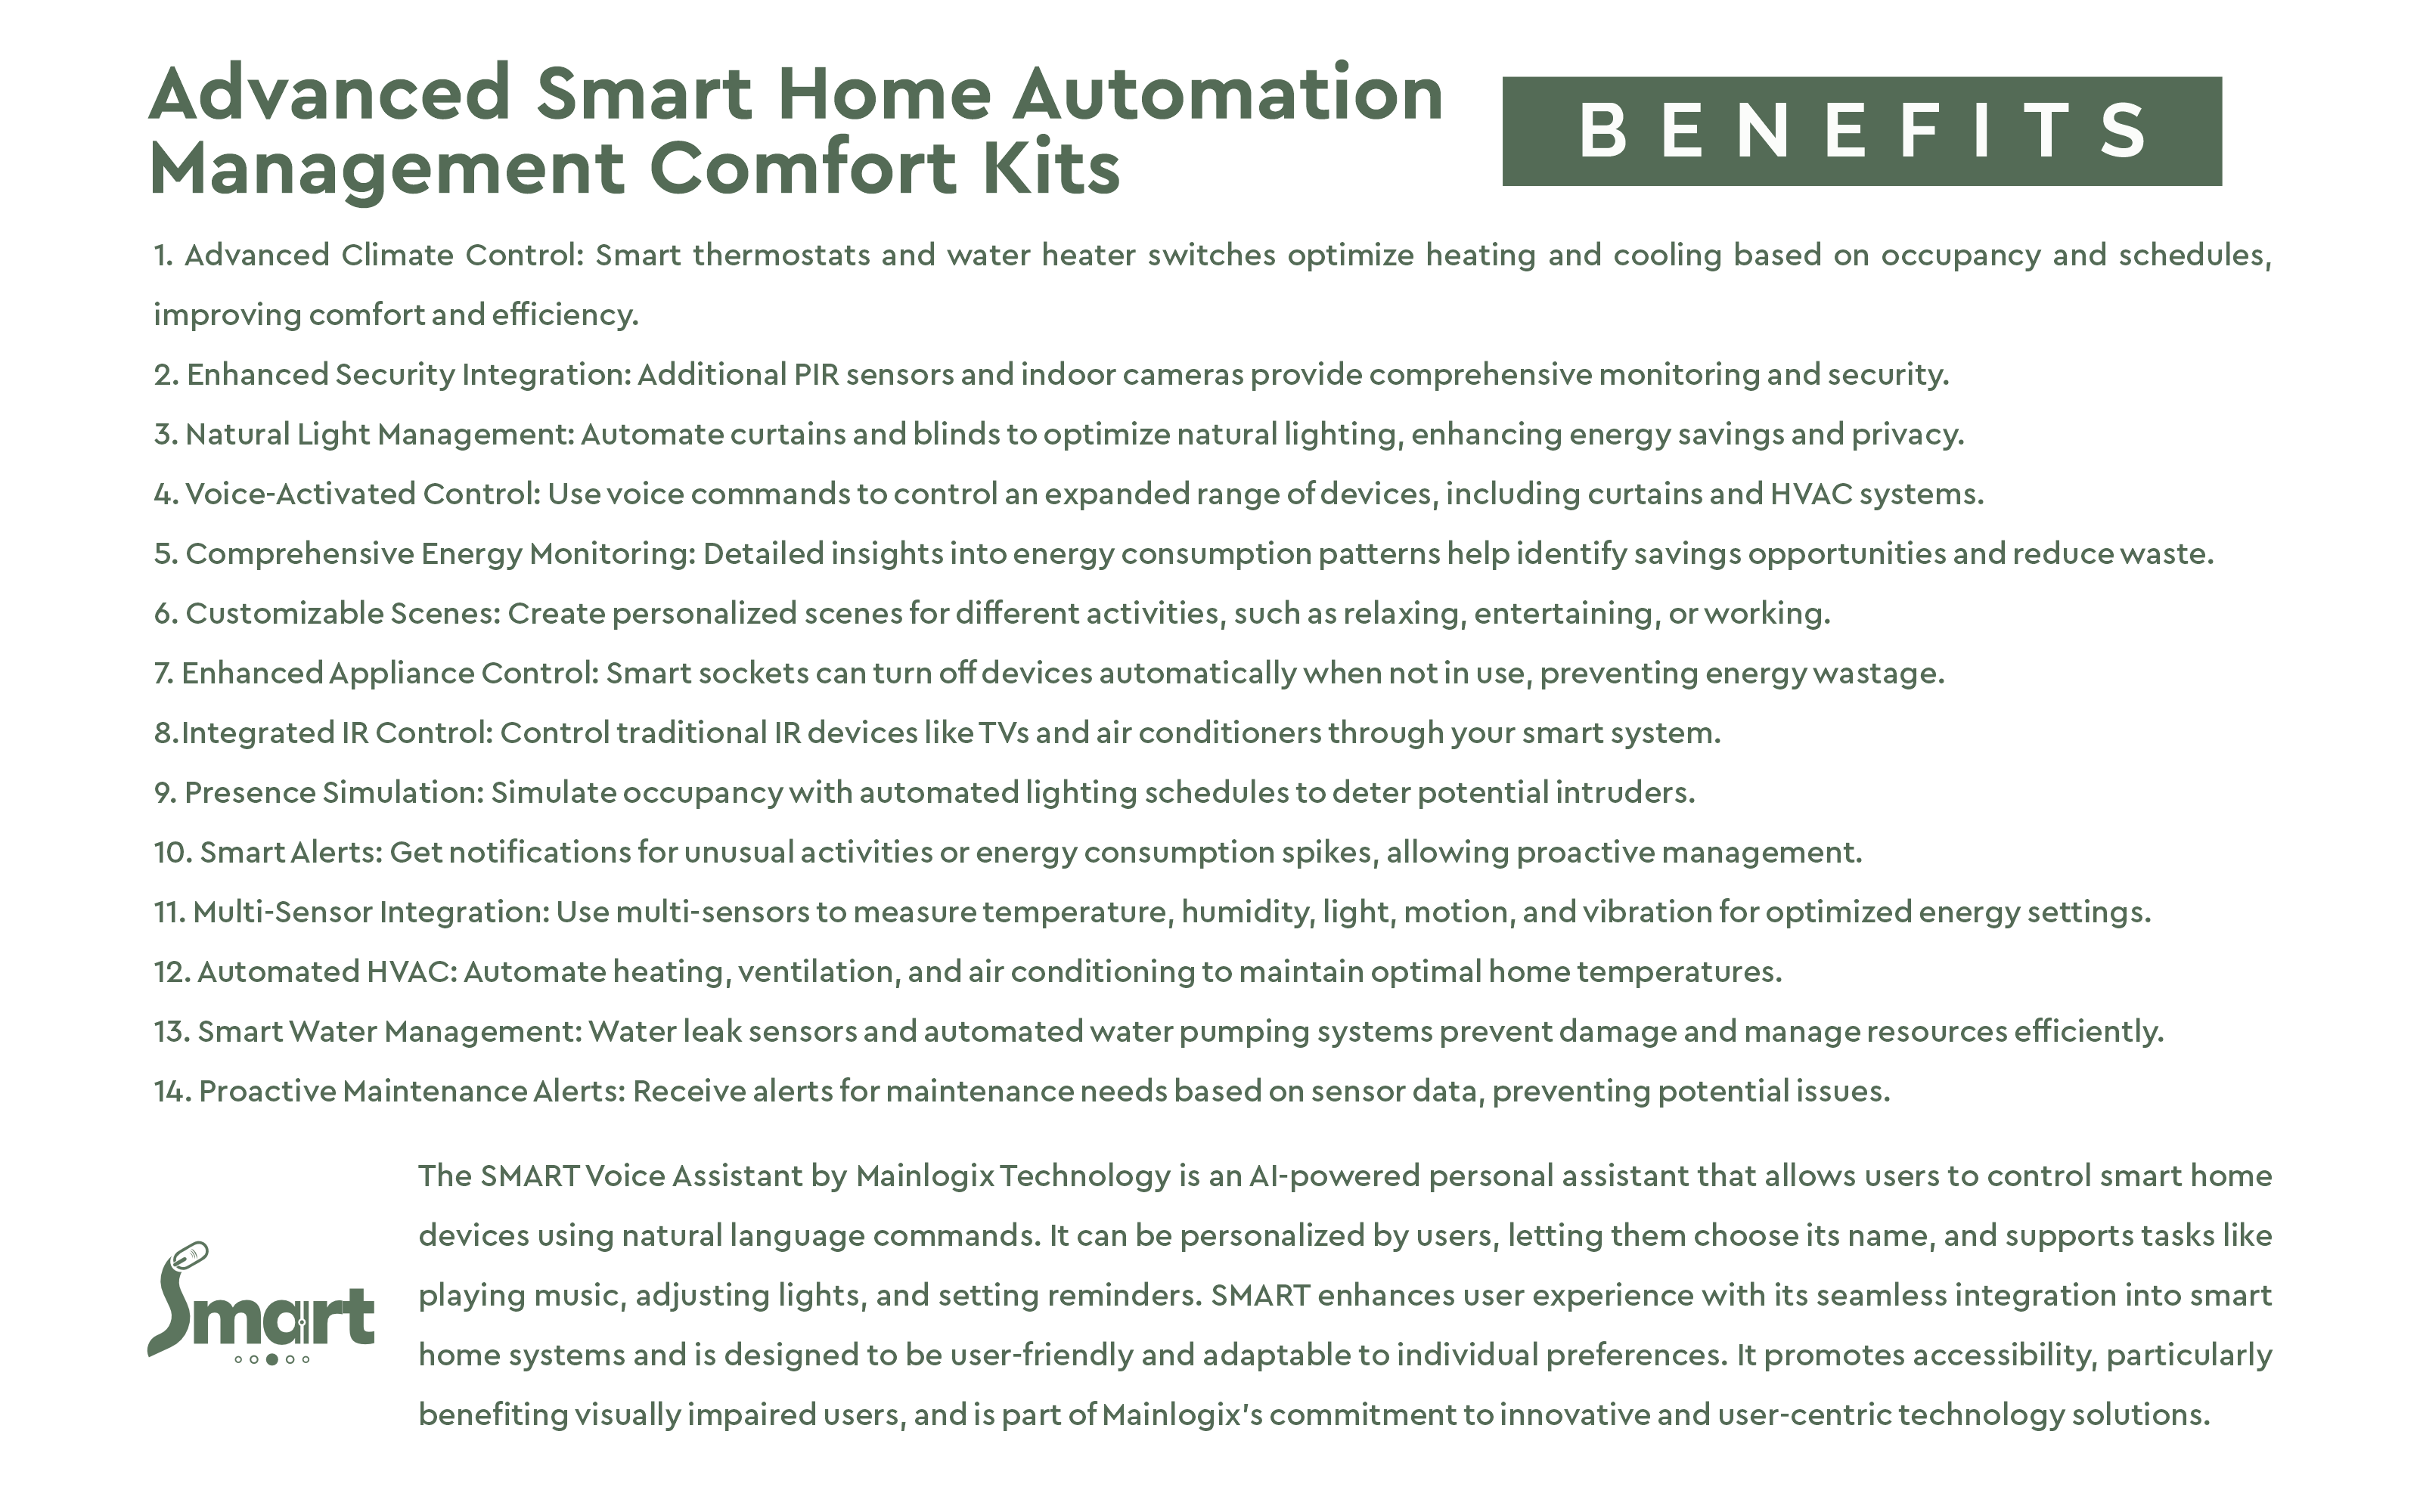 Advanced Smart Home Automation
Management Comfort Kits
BENEFITS
1. Advanced Climate Control: Smart thermostats and water heater switches optimize heating and cooling based on occupancy and schedules,
improving comfort and efficiency.
2. Enhanced Security Integration: Additional PIR sensors and indoor cameras provide comprehensive monitoring and security.
3. Natural Light Management: Automate curtains and blinds to optimize natural lighting, enhancing energy savings and privacy.
4. Voice-Activated Control: Use voice commands to control an expanded range of devices, including curtains and HVAC systems.
5. Comprehensive Energy Monitoring: Detailed insights into energy consumption patterns help identify savings opportunities and reduce waste.
6. Customizable Scenes: Create personalized scenes for different activities, such as relaxing, entertaining, or working.
7. Enhanced Appliance Control: Smart sockets can turn off devices automatically when not in use, preventing energy wastage.
8.Integrated IR Control: Control traditional IR devices like TVs and air conditioners through your smart system.
9. Presence Simulation: Simulate occupancy with automated lighting schedules to deter potential intruders.
10. Smart Alerts: Get notifications for unusual activities or energy consumption spikes, allowing proactive management.
11. Multi-Sensor Integration: Use multi-sensors to measure temperature, humidity, light, motion, and vibration for optimized energy settings.
12. Automated HVAC: Automate heating, ventilation, and air conditioning to maintain optimal home temperatures.
13. Smart Water Management: Water leak sensors and automated water pumping systems prevent damage and manage resources efficiently.
14. Proactive Maintenance Alerts: Receive alerts for maintenance needs based on sensor data, preventing potential issues.
Smart
The SMART Voice Assistant by Mainlogix Technology is an AI-powered personal assistant that allows users to control smart home
devices using natural language commands. It can be personalized by users, letting them choose its name, and supports tasks like
playing music, adjusting lights, and setting reminders. SMART enhances user experience with its seamless integration into smart
home systems and is designed to be user-friendly and adaptable to individual preferences. It promotes accessibility, particularly
benefiting visually impaired users, and is part of Mainlogix's commitment to innovative and user-centric technology solutions.